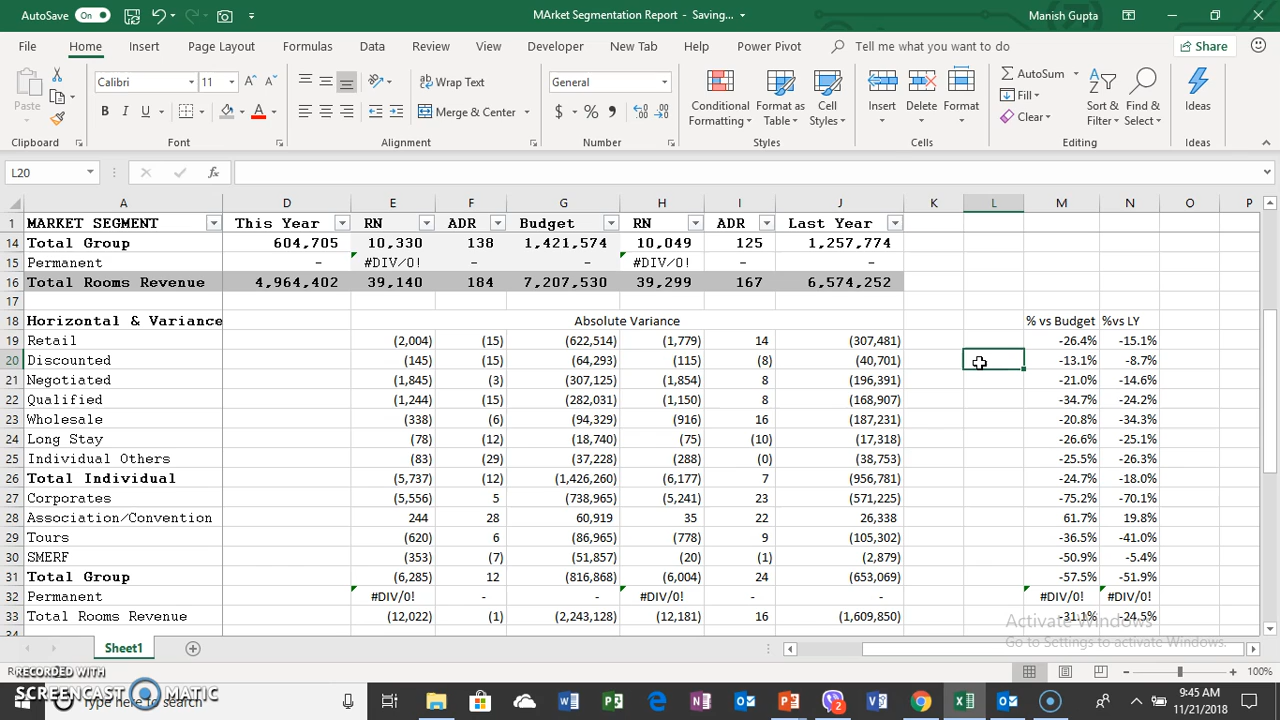 AutoSave On MArket Segmentation Report - Saving... Manish Gupta
File Home Insert Page Layout Formulas Data Review View Developer New Tab Help Power Pivot Tell me what you want to do Share
Paste Calibri 11 Wrap Text General Conditional Formatting Format as Table Cell Styles Insert Delete Format AutoSum Sort & Filter Find & Select Ideas
B I U A Merge & Center $ % Fill Clear
Clipboard Font Alignment Number Styles Cells Editing Ideas
L20 fx
A D E F G H I J K L M N O P
1 MARKET SEGMENT This Year RN ADR Budget RN ADR Last Year
14 Total Group 604,705 10,330 138 1,421,574 10,049 125 1,257,774
15 Permanent - #DIV/0! - - #DIV/0! - -
16 Total Rooms Revenue 4,964,402 39,140 184 7,207,530 39,299 167 6,574,252
17
18 Horizontal & Variance Absolute Variance % vs Budget %vs LY
19 Retail (2,004) (15) (622,514) (1,779) 14 (307,481) -26.4% -15.1%
20 Discounted (145) (15) (64,293) (115) (8) (40,701) -13.1% -8.7%
21 Negotiated (1,845) (3) (307,125) (1,854) 8 (196,391) -21.0% -14.6%
22 Qualified (1,244) (15) (282,031) (1,150) 8 (168,907) -34.7% -24.2%
23 Wholesale (338) (6) (94,329) (916) 16 (187,231) -20.8% -34.3%
24 Long Stay (78) (12) (18,740) (75) (10) (17,318) -26.6% -25.1%
25 Individual Others (83) (29) (37,228) (288) (0) (38,753) -25.5% -26.3%
26 Total Individual (5,737) (12) (1,426,260) (6,177) 7 (956,781) -24.7% -18.0%
27 Corporates (5,556) 5 (738,965) (5,241) 23 (571,225) -75.2% -70.1%
28 Association/Convention 244 28 60,919 35 22 26,338 61.7% 19.8%
29 Tours (620) 6 (86,965) (778) 9 (105,302) -36.5% -41.0%
30 SMERF (353) (7) (51,857) (20) (1) (2,879) -50.9% -5.4%
31 Total Group (6,285) 12 (816,868) (6,004) 24 (653,069) -57.5% -51.9%
32 Permanent #DIV/0! - - #DIV/0! - - #DIV/0! #DIV/0!
33 Total Rooms Revenue (12,022) (1) (2,243,128) (12,181) 16 (1,609,850) -31.1% -24.5%
Activate Windows
Go to Settings to activate Windows.
Sheet1
RECORDED WITH
SCREENCAST MATIC
100%
Type here to search
9:45 AM
11/21/2018